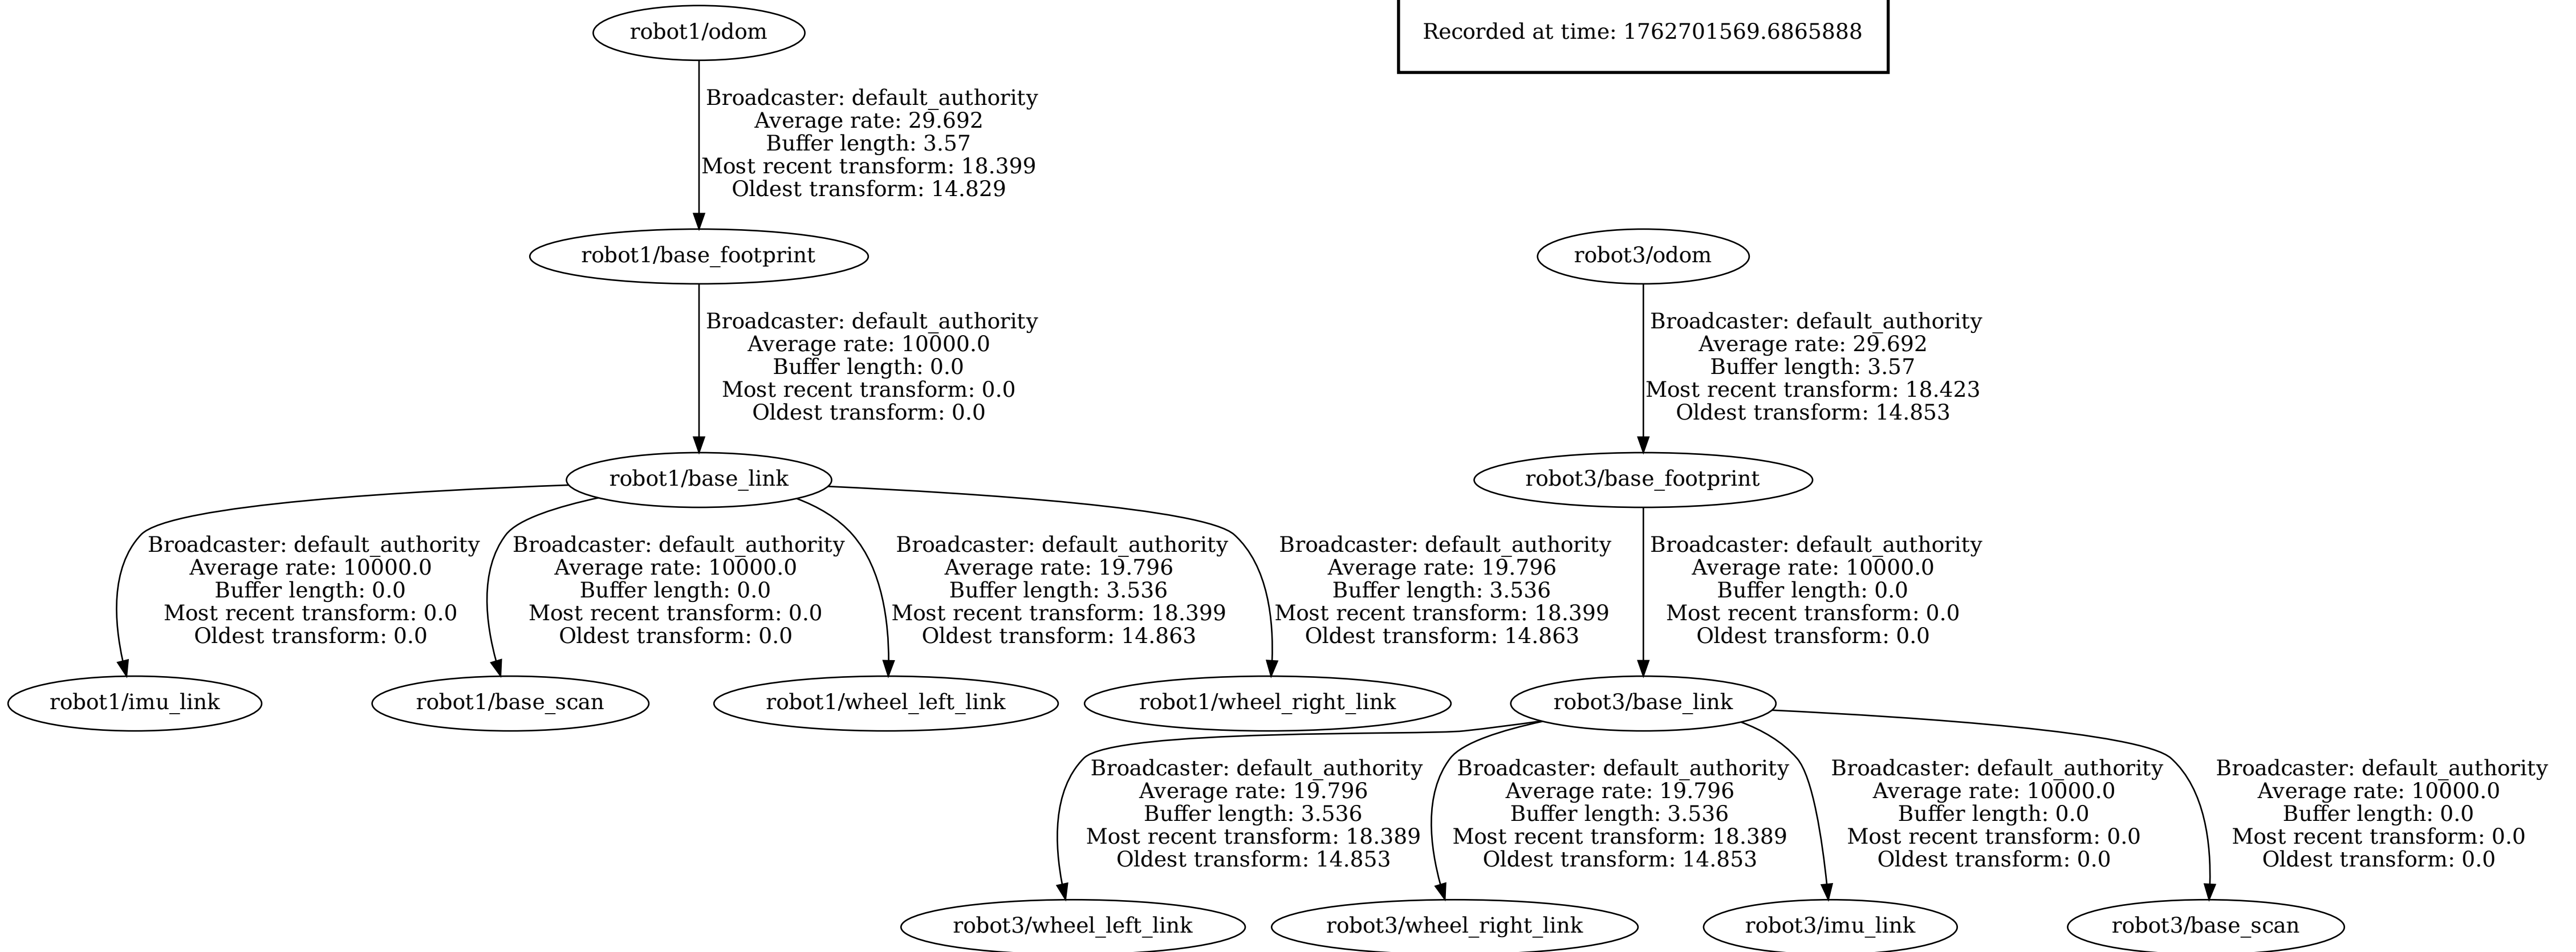 robot1/odom
Recorded at time: 1762701569.6865888
Broadcaster: default_authority
Average rate: 29.692
Buffer length: 3.57
Most recent transform: 18.399
Oldest transform: 14.829
robot1/base_footprint
robot3/odom
Broadcaster: default_authority
Average rate: 10000.0
Buffer length: 0.0
Most recent transform: 0.0
Oldest transform: 0.0
Broadcaster: default_authority
Average rate: 29.692
Buffer length: 3.57
Most recent transform: 18.423
Oldest transform: 14.853
robot1/base_link
robot3/base_footprint
Broadcaster: default_authority
Average rate: 10000.0
Buffer length: 0.0
Most recent transform: 0.0
Oldest transform: 0.0
Broadcaster: default_authority
Average rate: 10000.0
Buffer length: 0.0
Most recent transform: 0.0
Oldest transform: 0.0
Broadcaster: default_authority
Average rate: 19.796
Buffer length: 3.536
Most recent transform: 18.399
Oldest transform: 14.863
Broadcaster: default_authority
Average rate: 19.796
Buffer length: 3.536
Most recent transform: 18.399
Oldest transform: 14.863
Broadcaster: default_authority
Average rate: 10000.0
Buffer length: 0.0
Most recent transform: 0.0
Oldest transform: 0.0
robot1/imu_link
robot1/base_scan
robot1/wheel_left_link
robot1/wheel_right_link
robot3/base_link
Broadcaster: default_authority
Average rate: 19.796
Buffer length: 3.536
Most recent transform: 18.389
Oldest transform: 14.853
Broadcaster: default_authority
Average rate: 19.796
Buffer length: 3.536
Most recent transform: 18.389
Oldest transform: 14.853
Broadcaster: default_authority
Average rate: 10000.0
Buffer length: 0.0
Most recent transform: 0.0
Oldest transform: 0.0
Broadcaster: default_authority
Average rate: 10000.0
Buffer length: 0.0
Most recent transform: 0.0
Oldest transform: 0.0
robot3/wheel_left_link
robot3/wheel_right_link
robot3/imu_link
robot3/base_scan